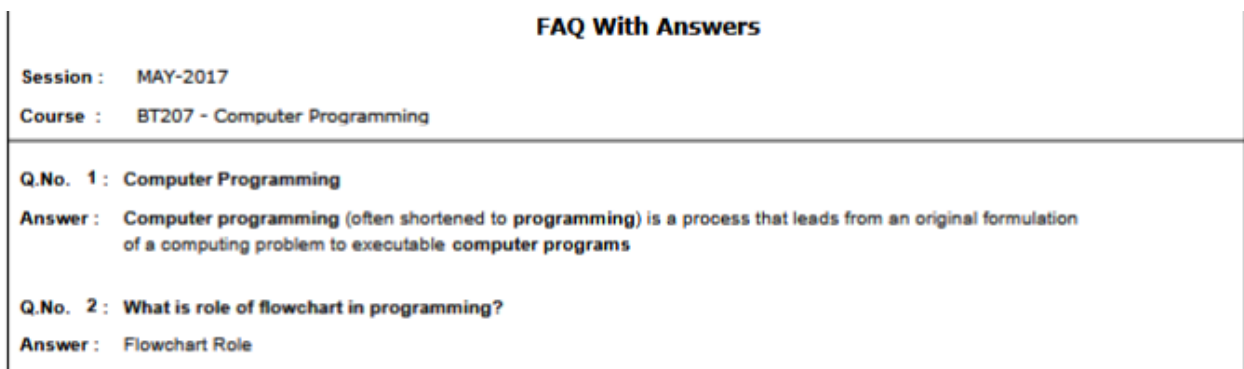 FAQ With Answers
Session : MAY-2017
Course : BT207 - Computer Programming
Q.No. 1 : Computer Programming
Answer : Computer programming (often shortened to programming) is a process that leads from an original formulation
of a computing problem to executable computer programs
Q.No. 2 : What is role of flowchart in programming?
Answer : Flowchart Role